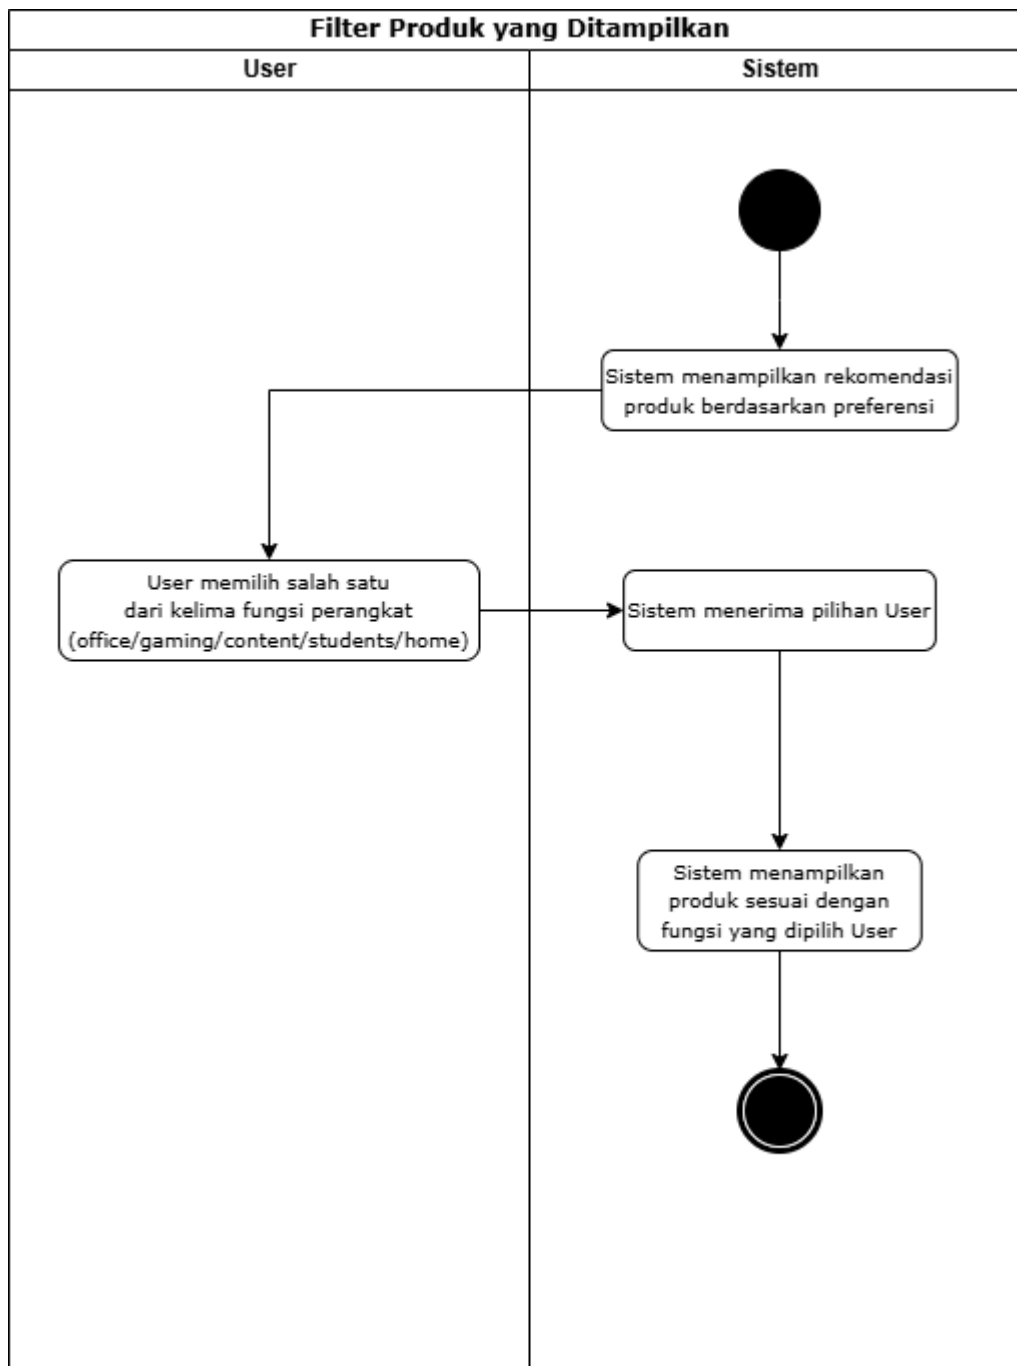 Filter Produk yang Ditampilkan
User
Sistem
Sistem menampilkan rekomendasi
produk berdasarkan preferensi
User memilih salah satu
dari kelima fungsi perangkat
(office/gaming/content/students/home)
Sistem menerima pilihan User
Sistem menampilkan
produk sesuai dengan
fungsi yang dipilih User